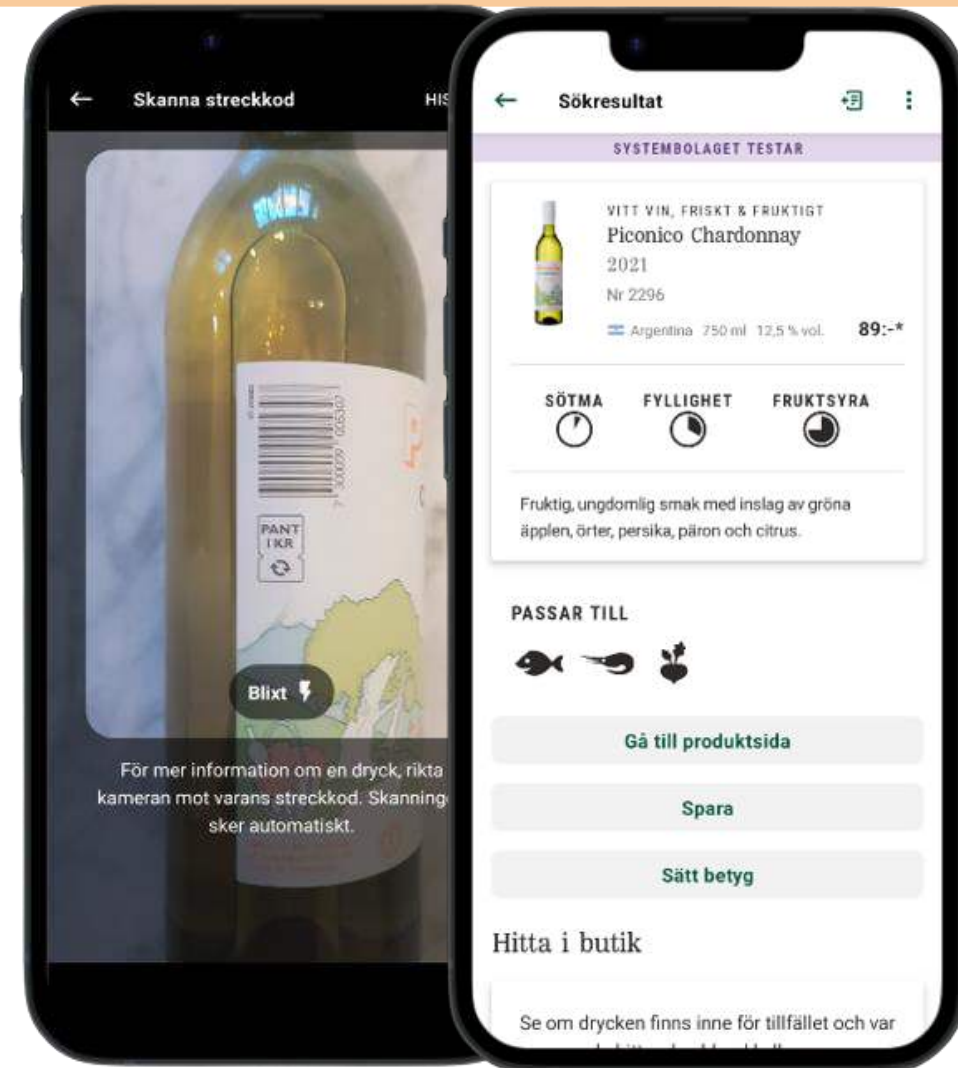 Skanna streckkod
HIS
PANT
1 KR
Blixt
För mer information om en dryck, rikta
kameran mot varans streckkod. Skanninge
sker automatiskt.
Sökresultat
SYSTEMBOLAGET TESTAR
VITT VIN, FRISKT & FRUKTIGT
Piconico Chardonnay
2021
Nr 2296
Argentina 750 ml 12,5 % vol. 89:-*
SÖTMA FYLLIGHET FRUKTSYRA
Fruktig, ungdomlig smak med inslag av gröna
äpplen, örter, persika, päron och citrus.
PASSAR TILL
Gå till produktsida
Spara
Sätt betyg
Hitta i butik
Se om drycken finns inne för tillfället och var